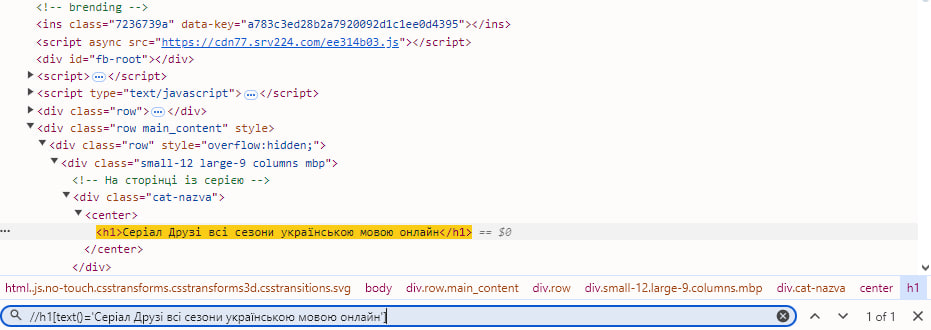 <!-- brending -->
<ins class="7236739a" data-key="a783c3ed28b2a7920092d1c1ee0d4395"></ins>
<script async src="https://cdn77.srv224.com/ee314b03.js"></script>
<div id="fb-root"></div>
<script>…</script>
<script type="text/javascript">…</script>
<div class="row">…</div>
<div class="row main_content" style>
<div class="row" style="overflow:hidden;">
<div class="small-12 large-9 columns mbp">
<!-- На сторінці із серією -->
<div class="cat-nazva">
<center>
… <h1>Серіал Друзі всі сезони українською мовою онлайн</h1> == $0
</center>
</div>
html..js.no-touch.csstransforms.csstransforms3d.csstransitions.svg body div.row.main_content div.row div.small-12.large-9.columns.mbp div.cat-nazva center h1
//h1[text()='Серіал Друзі всі сезони українською мовою онлайн'] 1 of 1